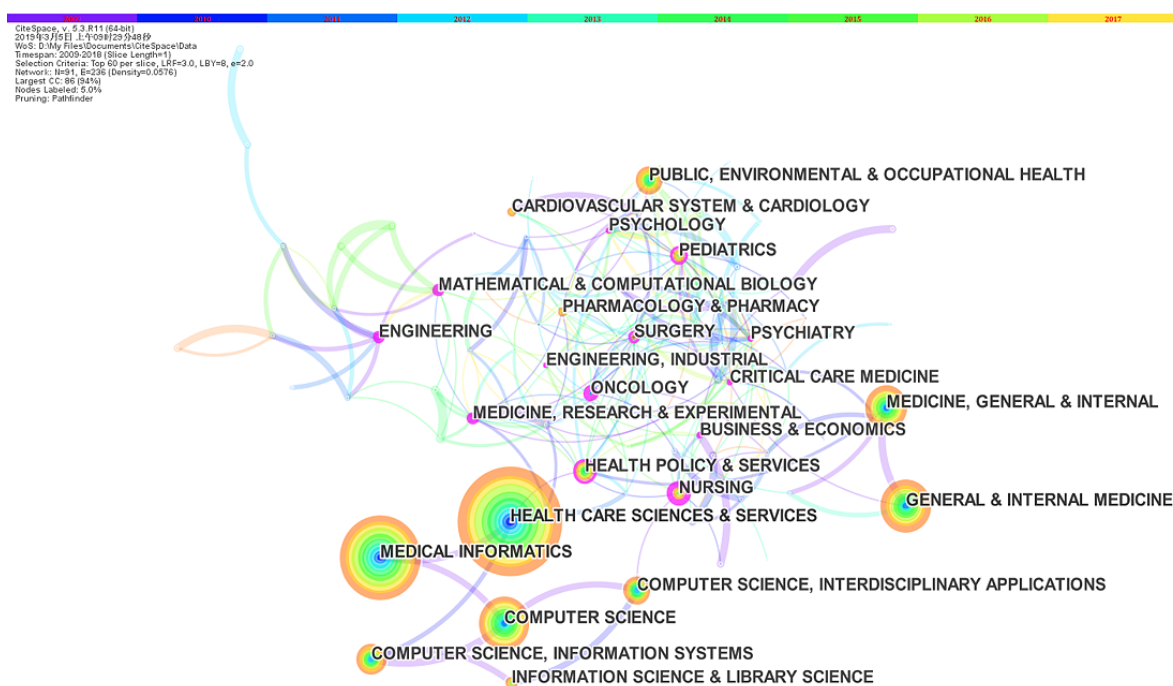 2009 2010 2011 2012 2013 2014 2015 2016 2017
CiteSpace, v. 5.3.R11 (64-bit)
2019年3月5日 上午09时29分48秒
WoS: D:\My Files\Documents\CiteSpace\Data
Timespan: 2009-2018 (Slice Length=1)
Selection Criteria: Top 60 per slice, LRF=3.0, LBY=8, e=2.0
Network: N=91, E=236 (Density=0.0576)
Largest CC: 86 (94%)
Nodes Labeled: 5.0%
Pruning: Pathfinder
PUBLIC, ENVIRONMENTAL & OCCUPATIONAL HEALTH
CARDIOVASCULAR SYSTEM & CARDIOLOGY
PSYCHOLOGY
PEDIATRICS
MATHEMATICAL & COMPUTATIONAL BIOLOGY
PHARMACOLOGY & PHARMACY
ENGINEERING
SURGERY
PSYCHIATRY
ENGINEERING, INDUSTRIAL
CRITICAL CARE MEDICINE
ONCOLOGY
MEDICINE, GENERAL & INTERNAL
MEDICINE, RESEARCH & EXPERIMENTAL
BUSINESS & ECONOMICS
HEALTH POLICY & SERVICES
NURSING
GENERAL & INTERNAL MEDICINE
HEALTH CARE SCIENCES & SERVICES
MEDICAL INFORMATICS
COMPUTER SCIENCE, INTERDISCIPLINARY APPLICATIONS
COMPUTER SCIENCE
COMPUTER SCIENCE, INFORMATION SYSTEMS
INFORMATION SCIENCE & LIBRARY SCIENCE